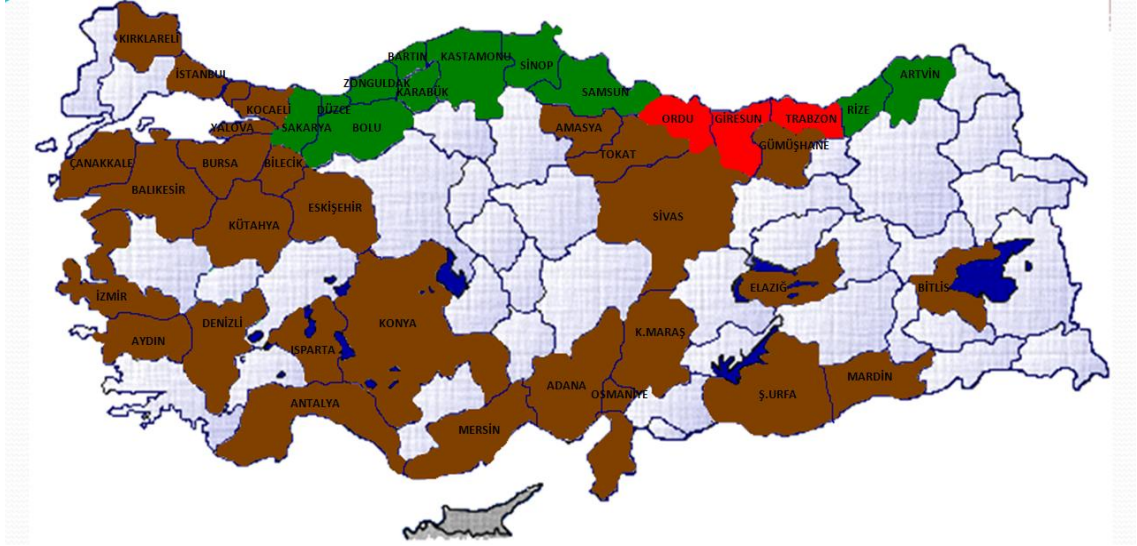 KIRKLARELİ
İSTANBUL
KOCAELİ
YALOVA
SAKARYA
DÜZCE
BOLU
ZONGULDAK
BARTIN
KARABÜK
KASTAMONU
SİNOP
SAMSUN
ORDU
GİRESUN
TRABZON
RİZE
ARTVİN
GÜMÜŞHANE
AMASYA
TOKAT
SİVAS
ÇANAKKALE
BALIKESİR
BURSA
BİLECİK
ESKİŞEHİR
KÜTAHYA
İZMİR
AYDIN
DENİZLİ
ISPARTA
KONYA
ANTALYA
MERSİN
ADANA
OSMANİYE
K.MARAŞ
ELAZIĞ
BİTLİS
Ş.URFA
MARDİN